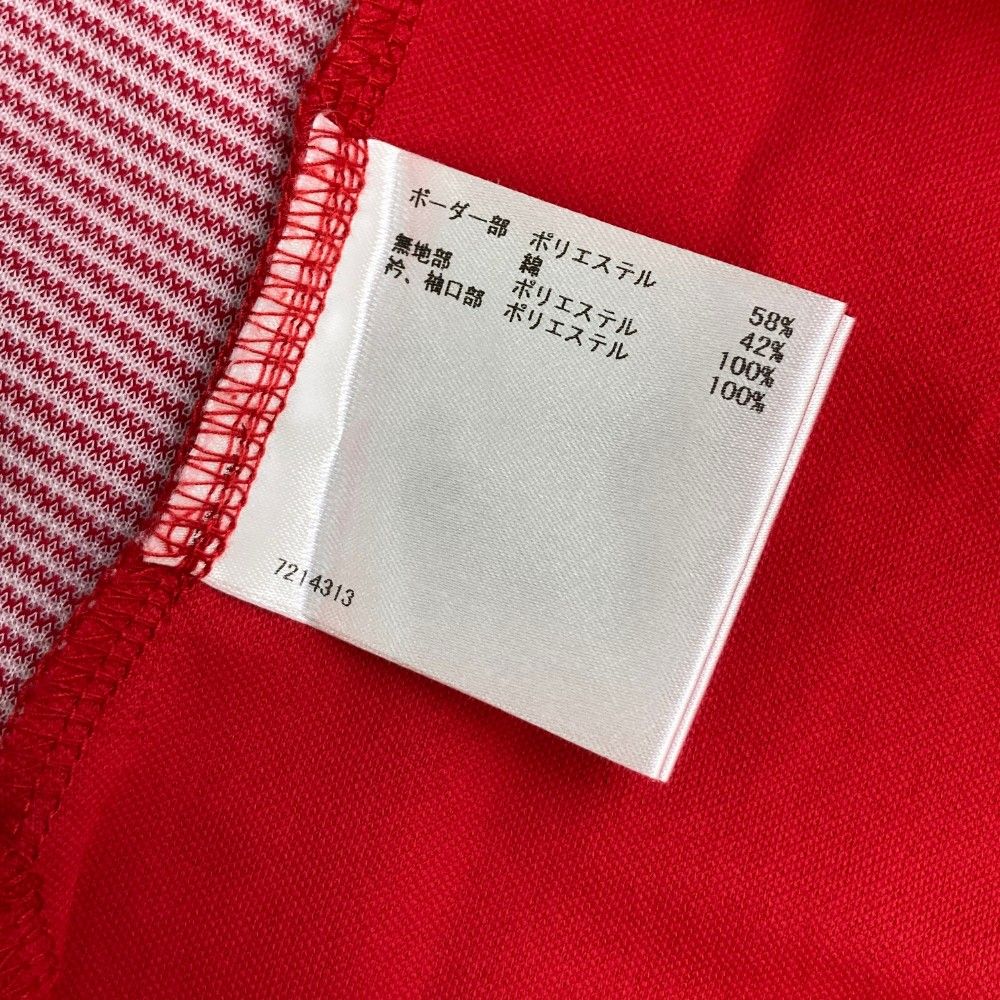 ボーダー部 ポリエステル 58%
綿 42%
無地部 ポリエステル 100%
衿、袖口部 ポリエステル 100%
7214313